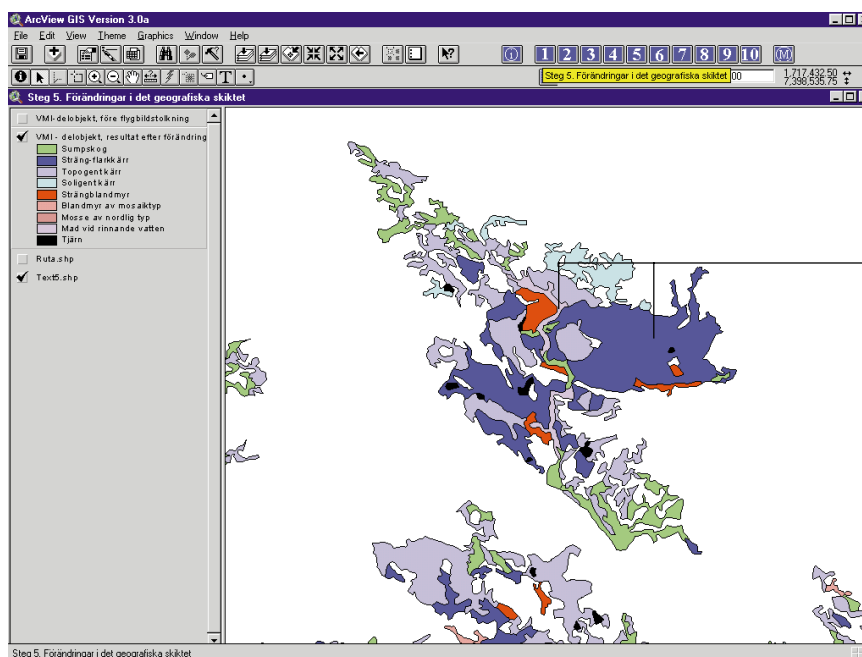 ArcView GIS Version 3.0a
File Edit View Theme Graphics Window Help
1 2 3 4 5 6 7 8 9 10 M
T
Steg 5. Förändringar i det geografiska skiktet 00
1,717,432.50
7,398,535.75
Steg 5. Förändringar i det geografiska skiktet
VMI-delobjekt, före flygbildstolkning
VMI - delobjekt, resultat efter förändring
Sumpskog
Sträng-flarkkärr
Topogent kärr
Soligent kärr
Strängblandmyr
Blandmyr av mosaiktyp
Mosse av nordlig typ
Mad vid rinnande vatten
Tjärn
Ruta.shp
Text5.shp
Steg 5. Förändringar i det geografiska skiktet